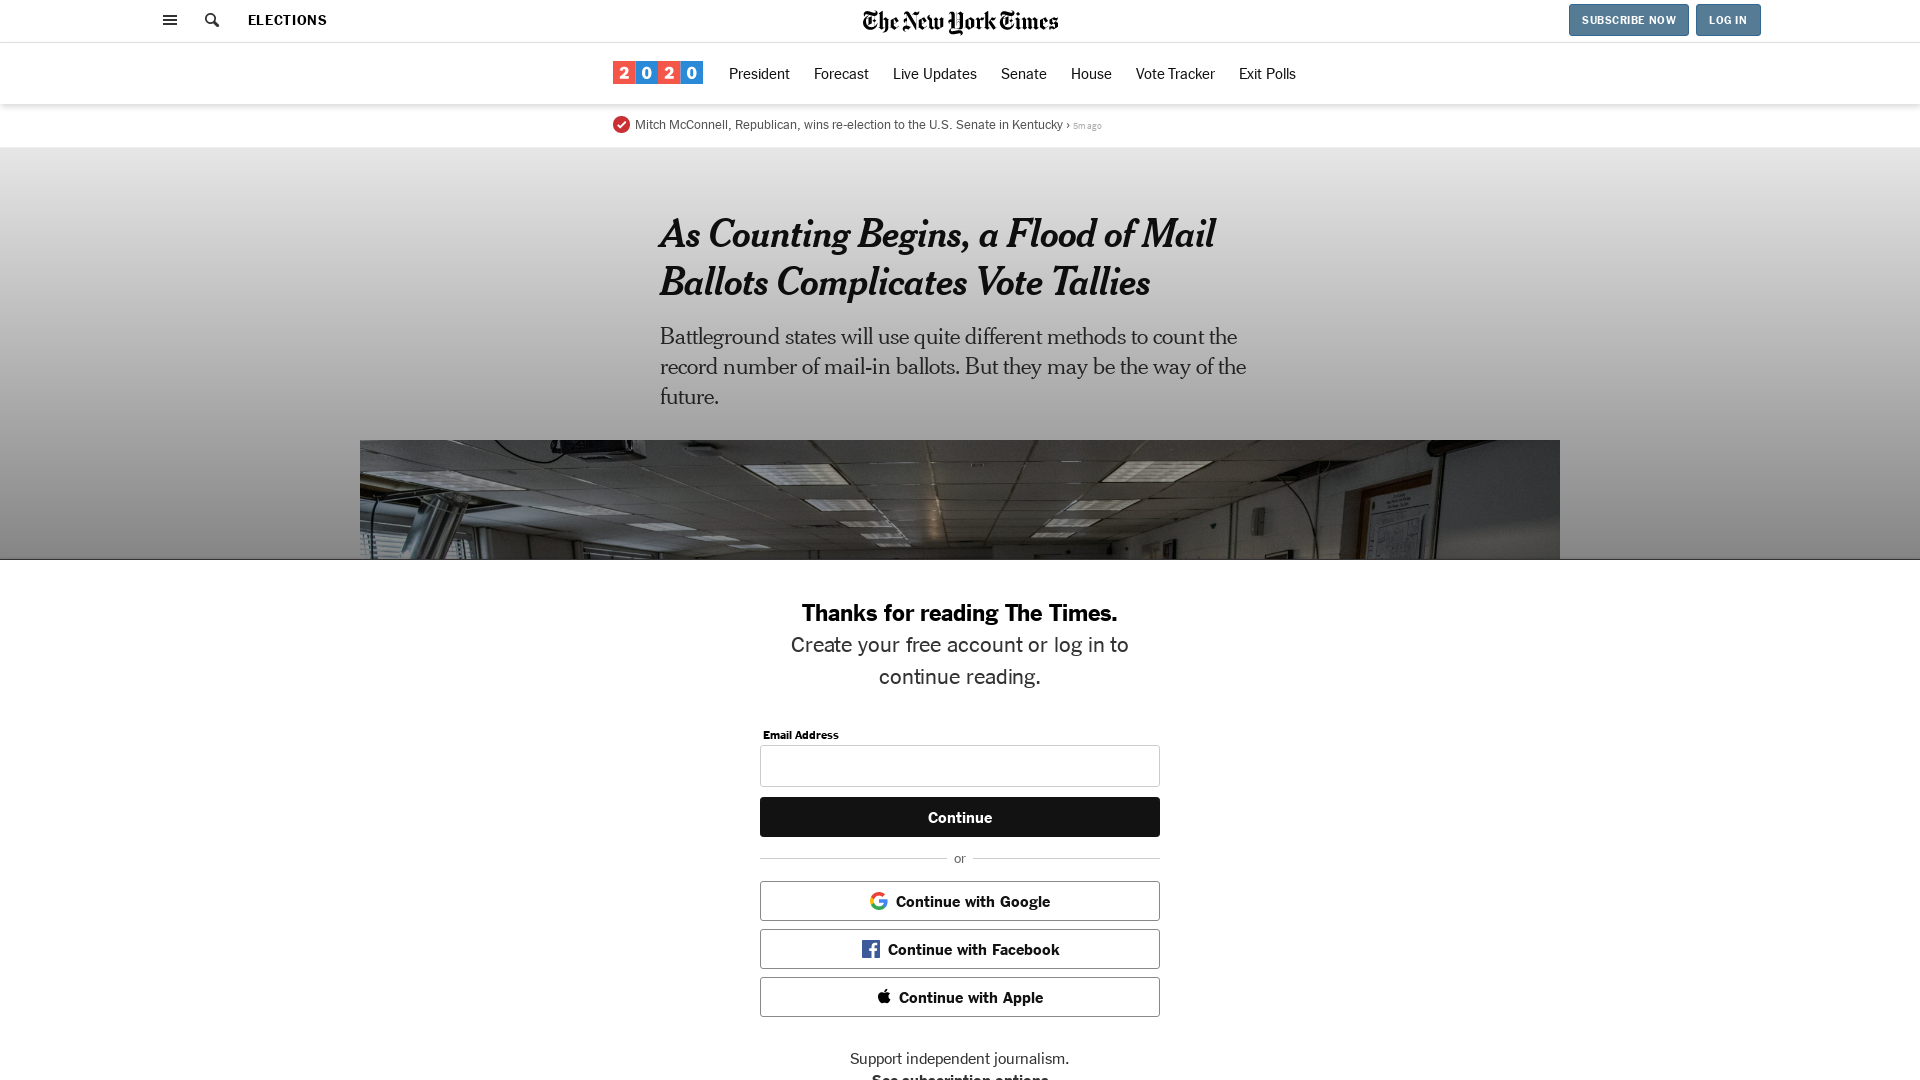 ELECTIONS
The New York Times
SUBSCRIBE NOW
LOG IN
2020
President
Forecast
Live Updates
Senate
House
Vote Tracker
Exit Polls
Mitch McConnell, Republican, wins re-election to the U.S. Senate in Kentucky › 5m ago
As Counting Begins, a Flood of Mail
Ballots Complicates Vote Tallies
Battleground states will use quite different methods to count the
record number of mail-in ballots. But they may be the way of the
future.
Thanks for reading The Times.
Create your free account or log in to
continue reading.
Email Address
Continue
or
Continue with Google
Continue with Facebook
Continue with Apple
Support independent journalism.
See subscription options